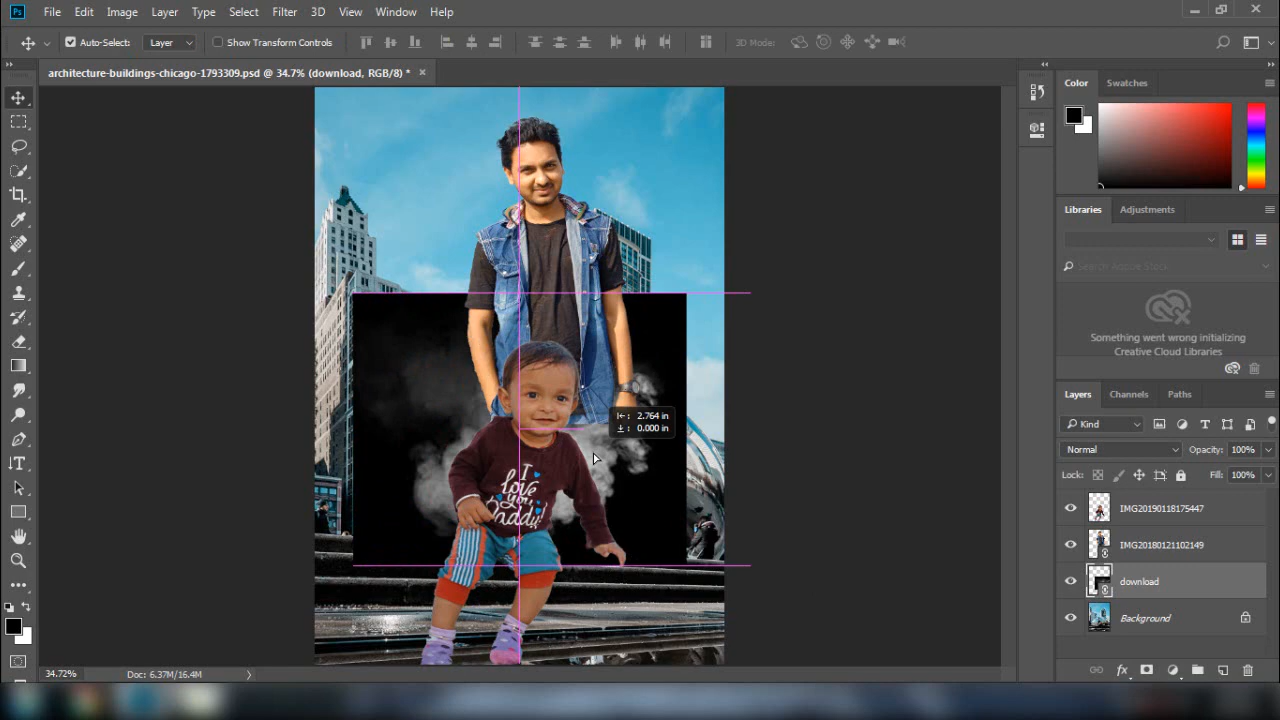 Ps File Edit Image Layer Type Select Filter 3D View Window Help
Auto-Select: Layer Show Transform Controls 3D Mode:
architecture-buildings-chicago-1793309.psd @ 34.7% (download, RGB/8) * ×
Color Swatches
Libraries Adjustments
Search Adobe Stock
Something went wrong initializing
Creative Cloud Libraries
Layers Channels Paths
Kind
Normal Opacity: 100%
Lock: Fill: 100%
IMG20190118175447
IMG20180121102149
download
Background
2.764 in
0.000 in
I
love
you
Daddy!
34.72% Doc: 6.37M/16.4M